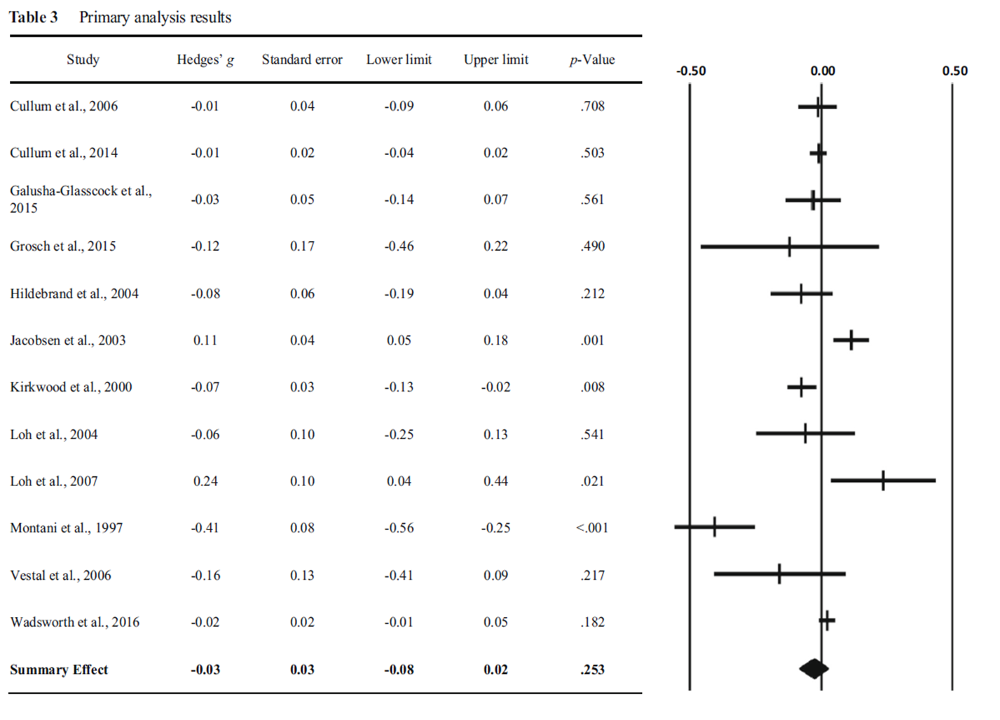 Table 3 Primary analysis results
Study Hedges’ g Standard error Lower limit Upper limit p-Value
-0.50 0.00 0.50
Cullum et al., 2006 -0.01 0.04 -0.09 0.06 .708
Cullum et al., 2014 -0.01 0.02 -0.04 0.02 .503
Galusha-Glasscock et al.,
2015 -0.03 0.05 -0.14 0.07 .561
Grosch et al., 2015 -0.12 0.17 -0.46 0.22 .490
Hildebrand et al., 2004 -0.08 0.06 -0.19 0.04 .212
Jacobsen et al., 2003 0.11 0.04 0.05 0.18 .001
Kirkwood et al., 2000 -0.07 0.03 -0.13 -0.02 .008
Loh et al., 2004 -0.06 0.10 -0.25 0.13 .541
Loh et al., 2007 0.24 0.10 0.04 0.44 .021
Montani et al., 1997 -0.41 0.08 -0.56 -0.25 <.001
Vestal et al., 2006 -0.16 0.13 -0.41 0.09 .217
Wadsworth et al., 2016 -0.02 0.02 -0.01 0.05 .182
Summary Effect -0.03 0.03 -0.08 0.02 .253